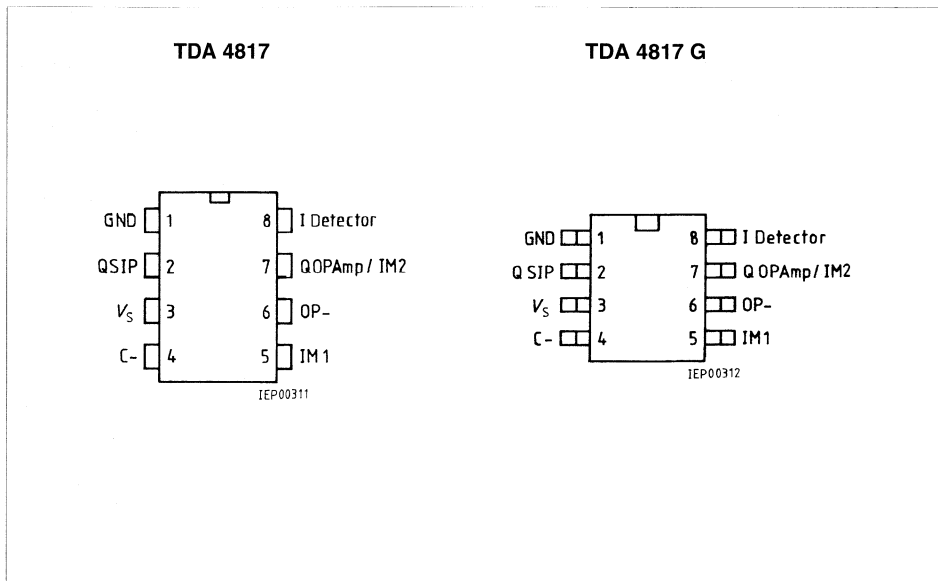 TDA 4817
GND 1 8 I Detector
QSIP 2 7 QOPAmp / IM2
VS 3 6 OP-
C- 4 5 IM1
IEP00311
TDA 4817 G
GND 1 8 I Detector
Q SIP 2 7 Q OPAmp / IM2
VS 3 6 OP-
C- 4 5 IM1
IEP00312